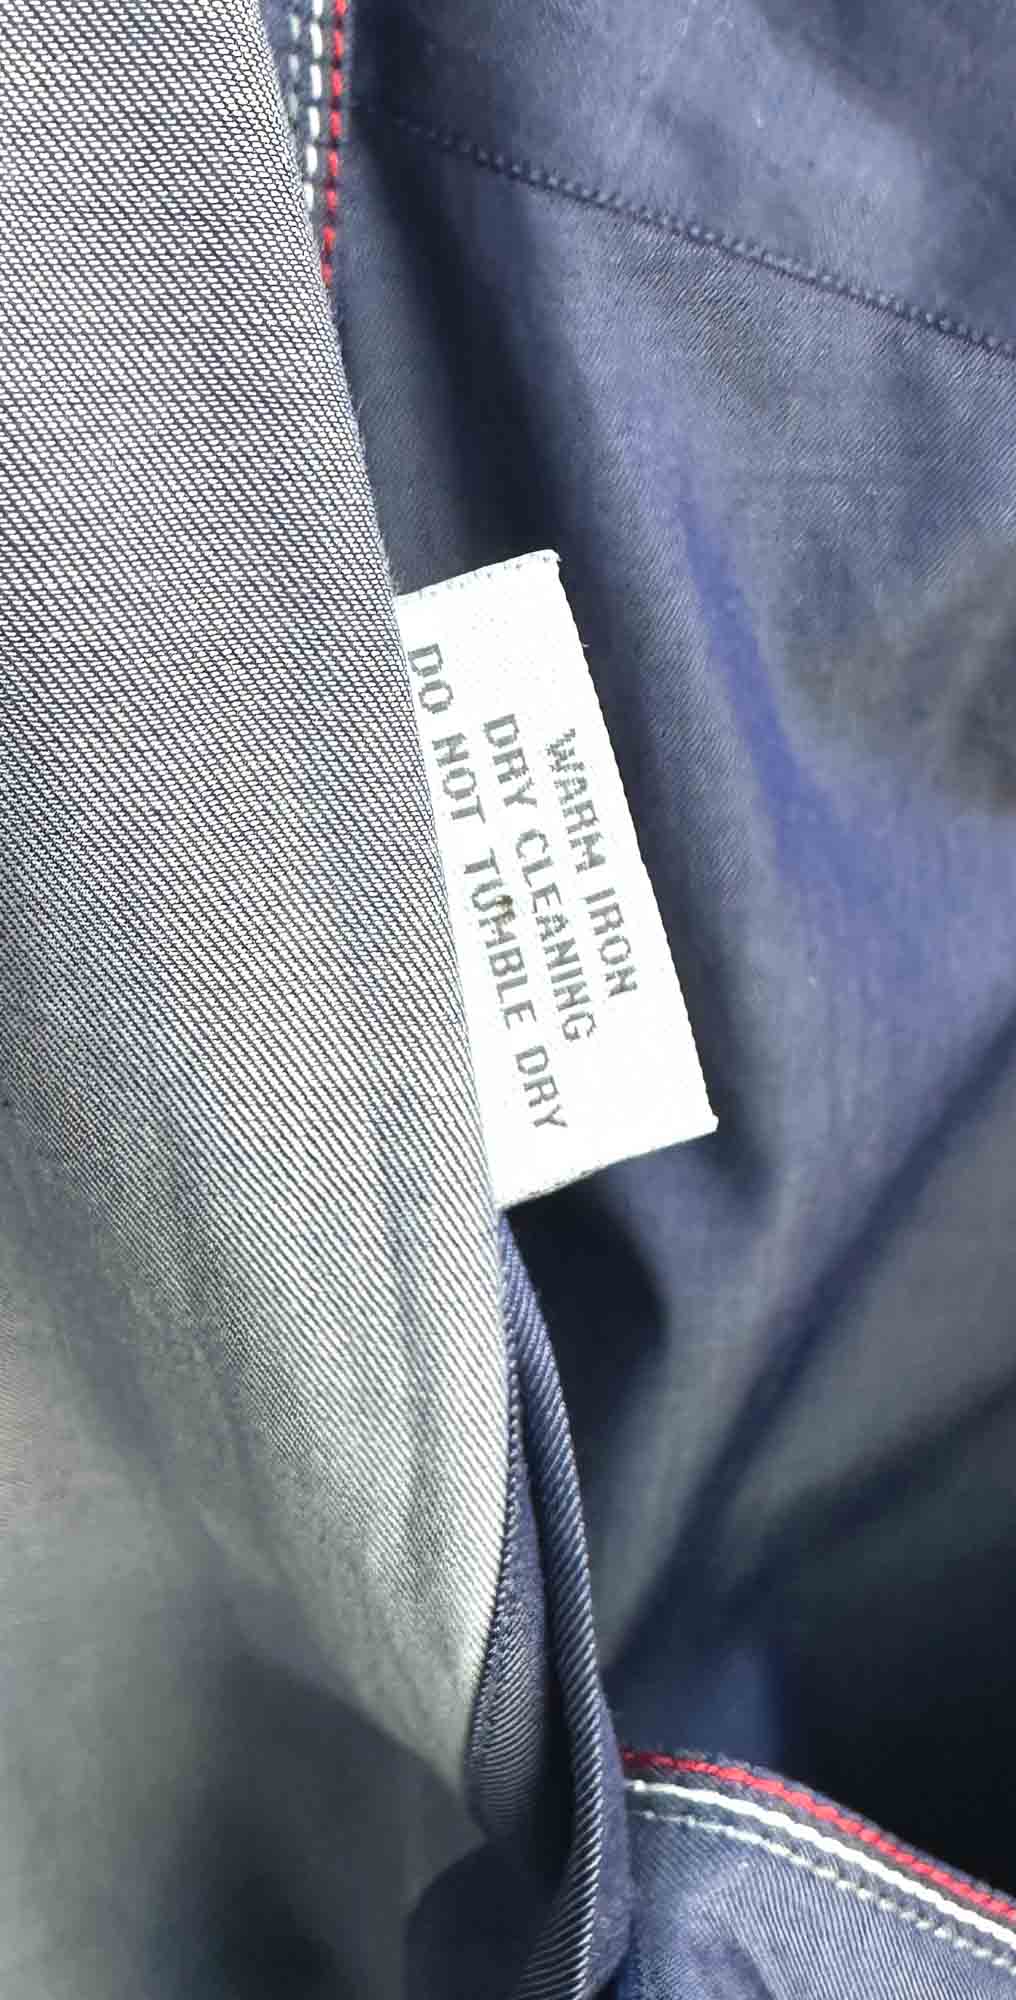 WARM IRON
DRY CLEANING
DO NOT TUMBLE DRY